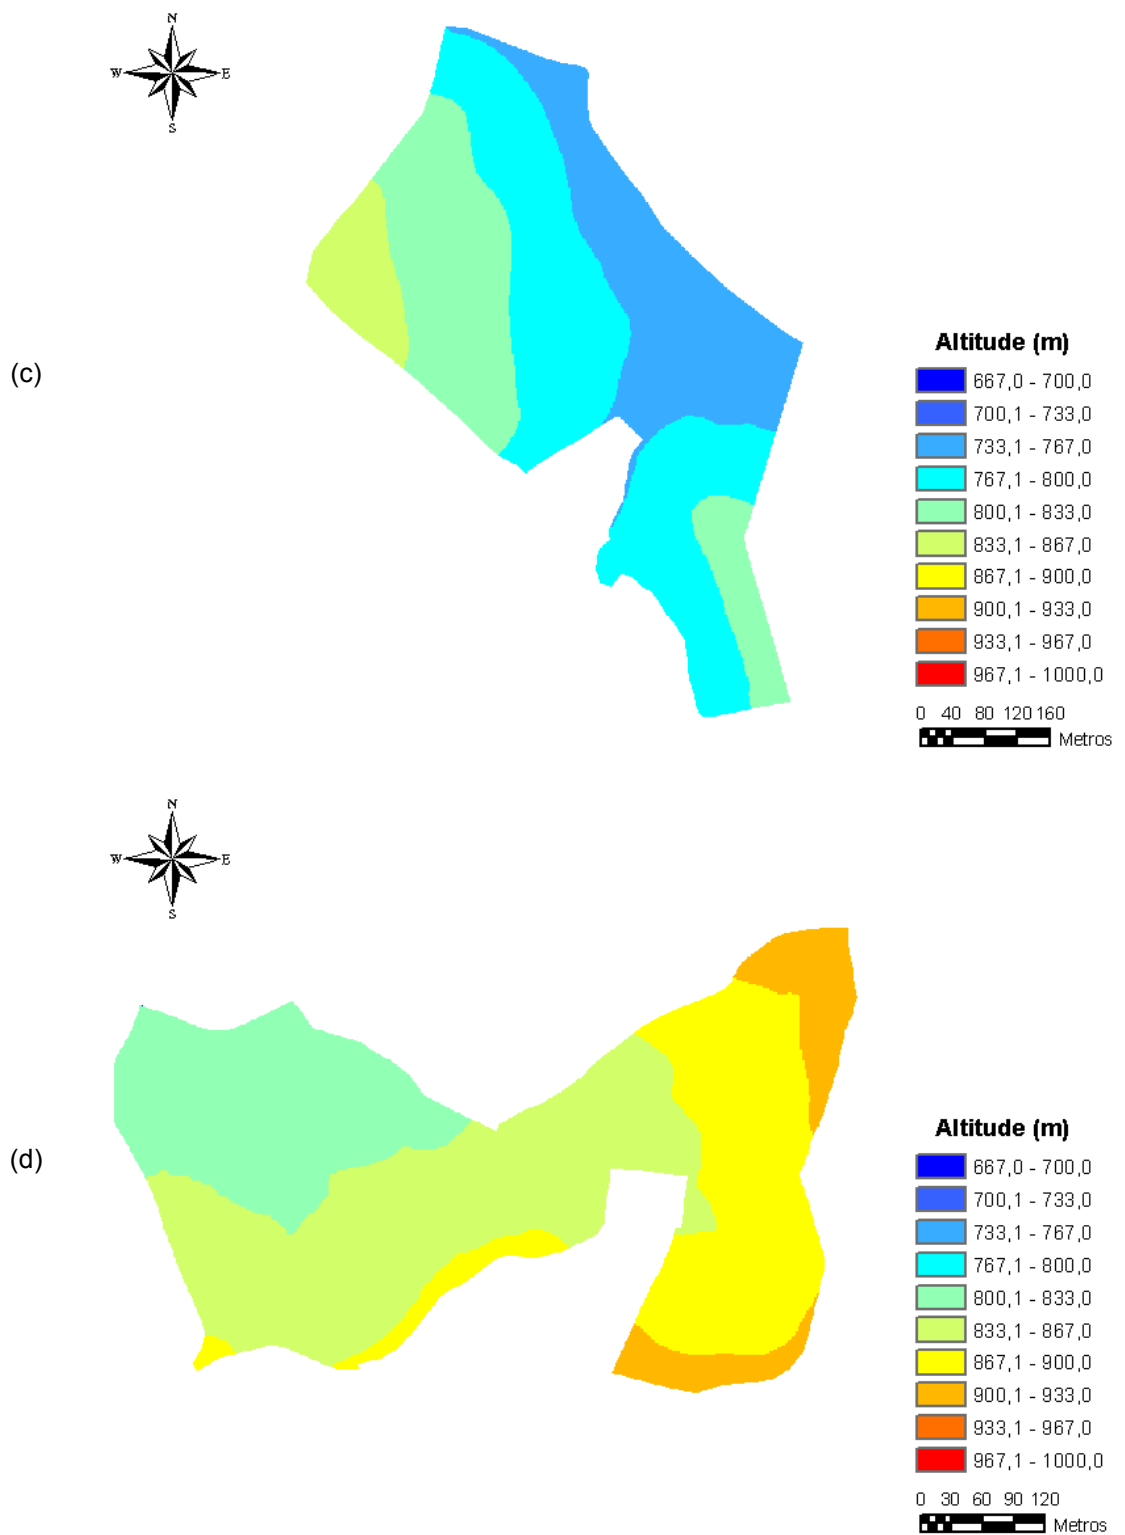 N
W E
S
(c)
Altitude (m)
667,0 - 700,0
700,1 - 733,0
733,1 - 767,0
767,1 - 800,0
800,1 - 833,0
833,1 - 867,0
867,1 - 900,0
900,1 - 933,0
933,1 - 967,0
967,1 - 1000,0
0 40 80 120 160
Metros
N
W E
S
(d)
Altitude (m)
667,0 - 700,0
700,1 - 733,0
733,1 - 767,0
767,1 - 800,0
800,1 - 833,0
833,1 - 867,0
867,1 - 900,0
900,1 - 933,0
933,1 - 967,0
967,1 - 1000,0
0 30 60 90 120
Metros